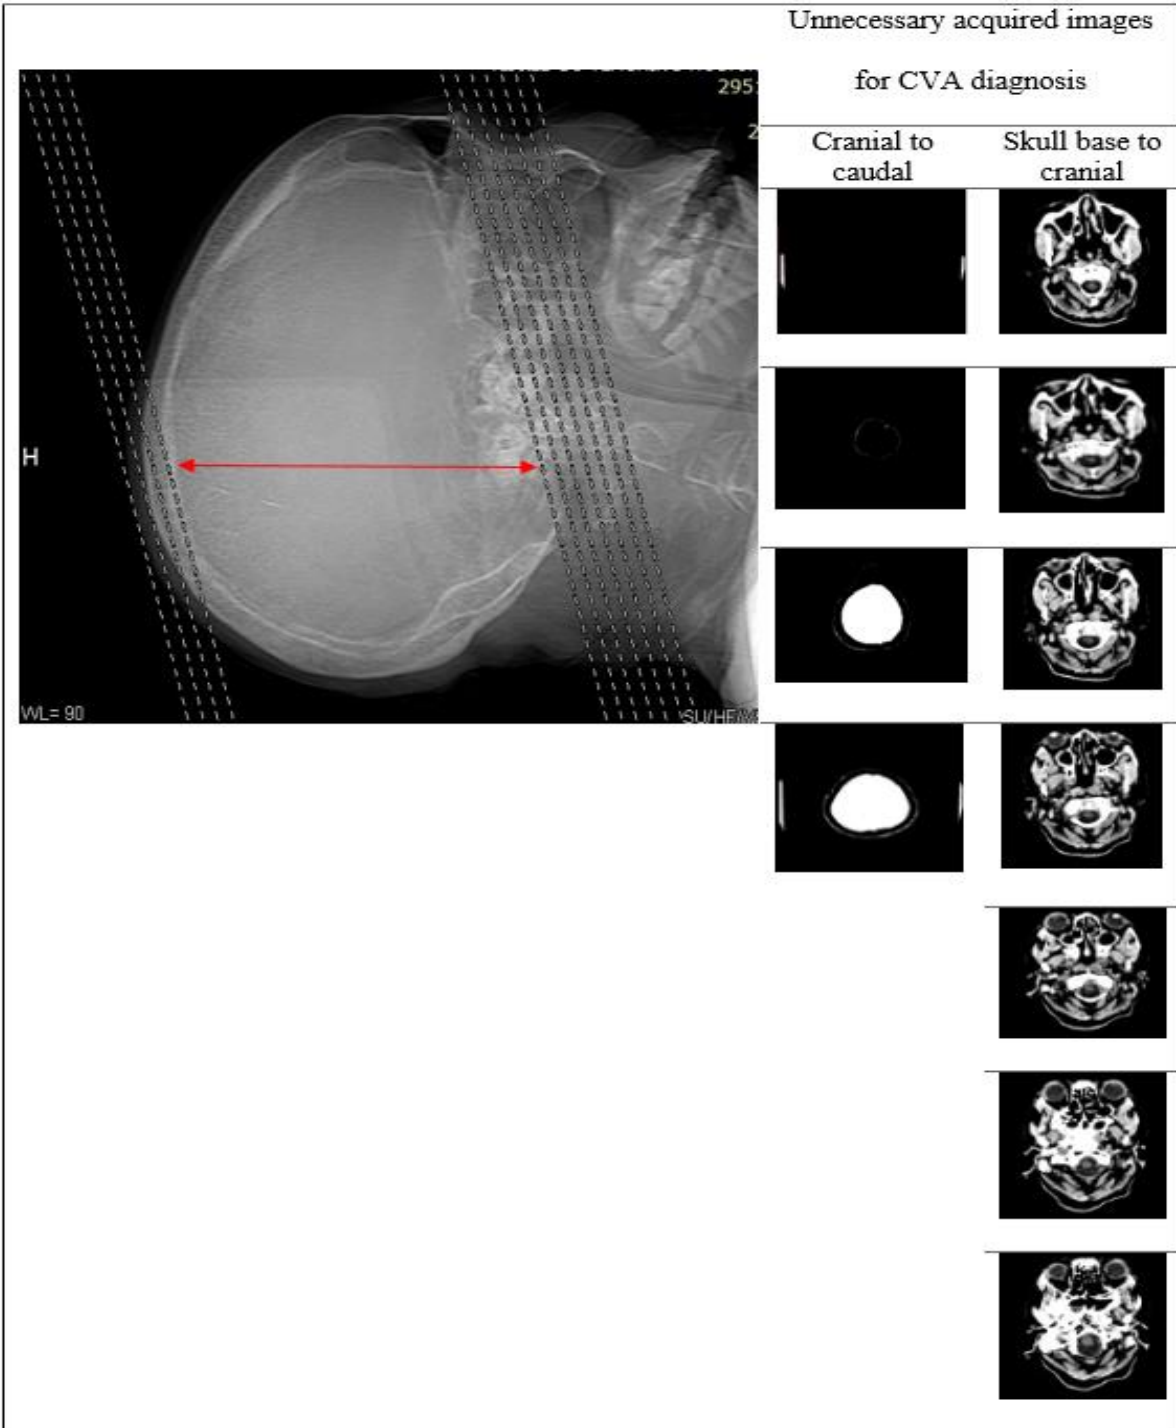 Unnecessary acquired images
for CVA diagnosis
Cranial to
caudal
Skull base to
cranial
H
WL= 90